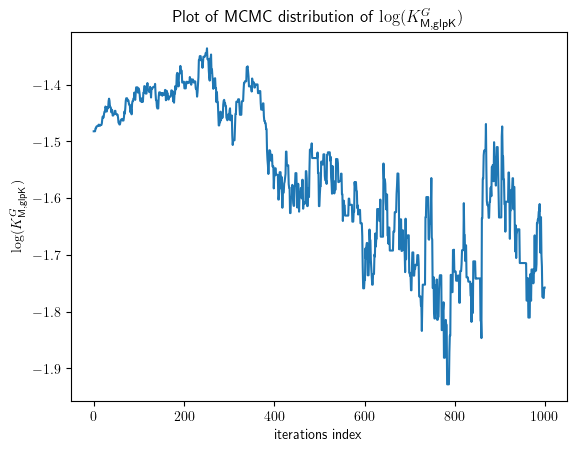 Plot of MCMC distribution of log(K^G_{M,glpK})
log(K^G_{M,glpK})
−1.4
−1.5
−1.6
−1.7
−1.8
−1.9
0 200 400 600 800 1000
iterations index